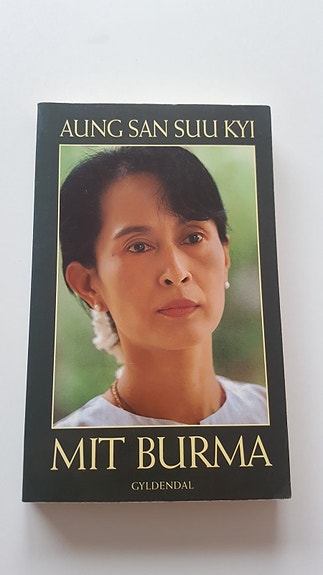 AUNG SAN SUU KYI
MIT BURMA
GYLDENDAL